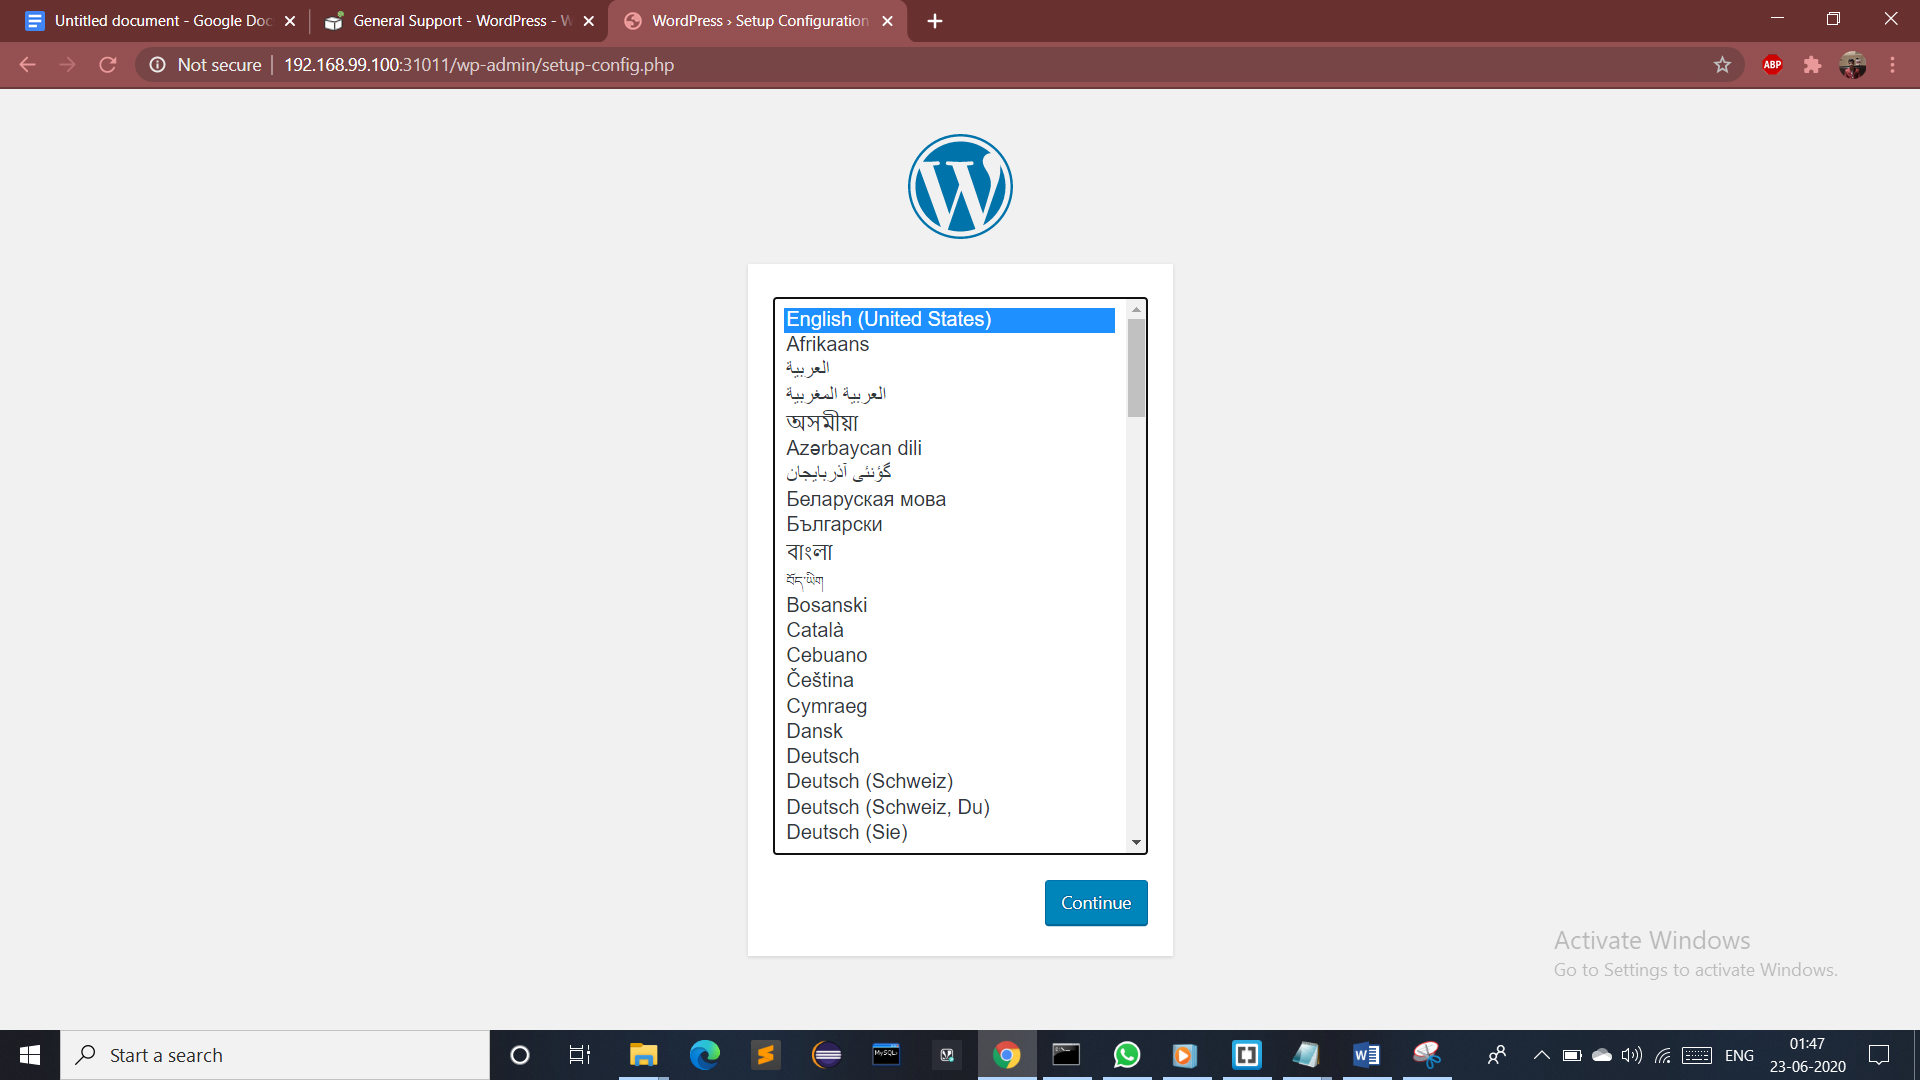 Untitled document - Google Doc
General Support - WordPress - W
WordPress › Setup Configuration
Not secure | 192.168.99.100:31011/wp-admin/setup-config.php
ABP
English (United States)
Afrikaans
العربية
العربية المغربية
অসমীয়া
Azərbaycan dili
گؤنئی آذربایجان
Беларуская мова
Български
বাংলা
བོད་ཡིག
Bosanski
Català
Cebuano
Čeština
Cymraeg
Dansk
Deutsch
Deutsch (Schweiz)
Deutsch (Schweiz, Du)
Deutsch (Sie)
Continue
Activate Windows
Go to Settings to activate Windows.
Start a search
MySQL
ENG
01:47
23-06-2020